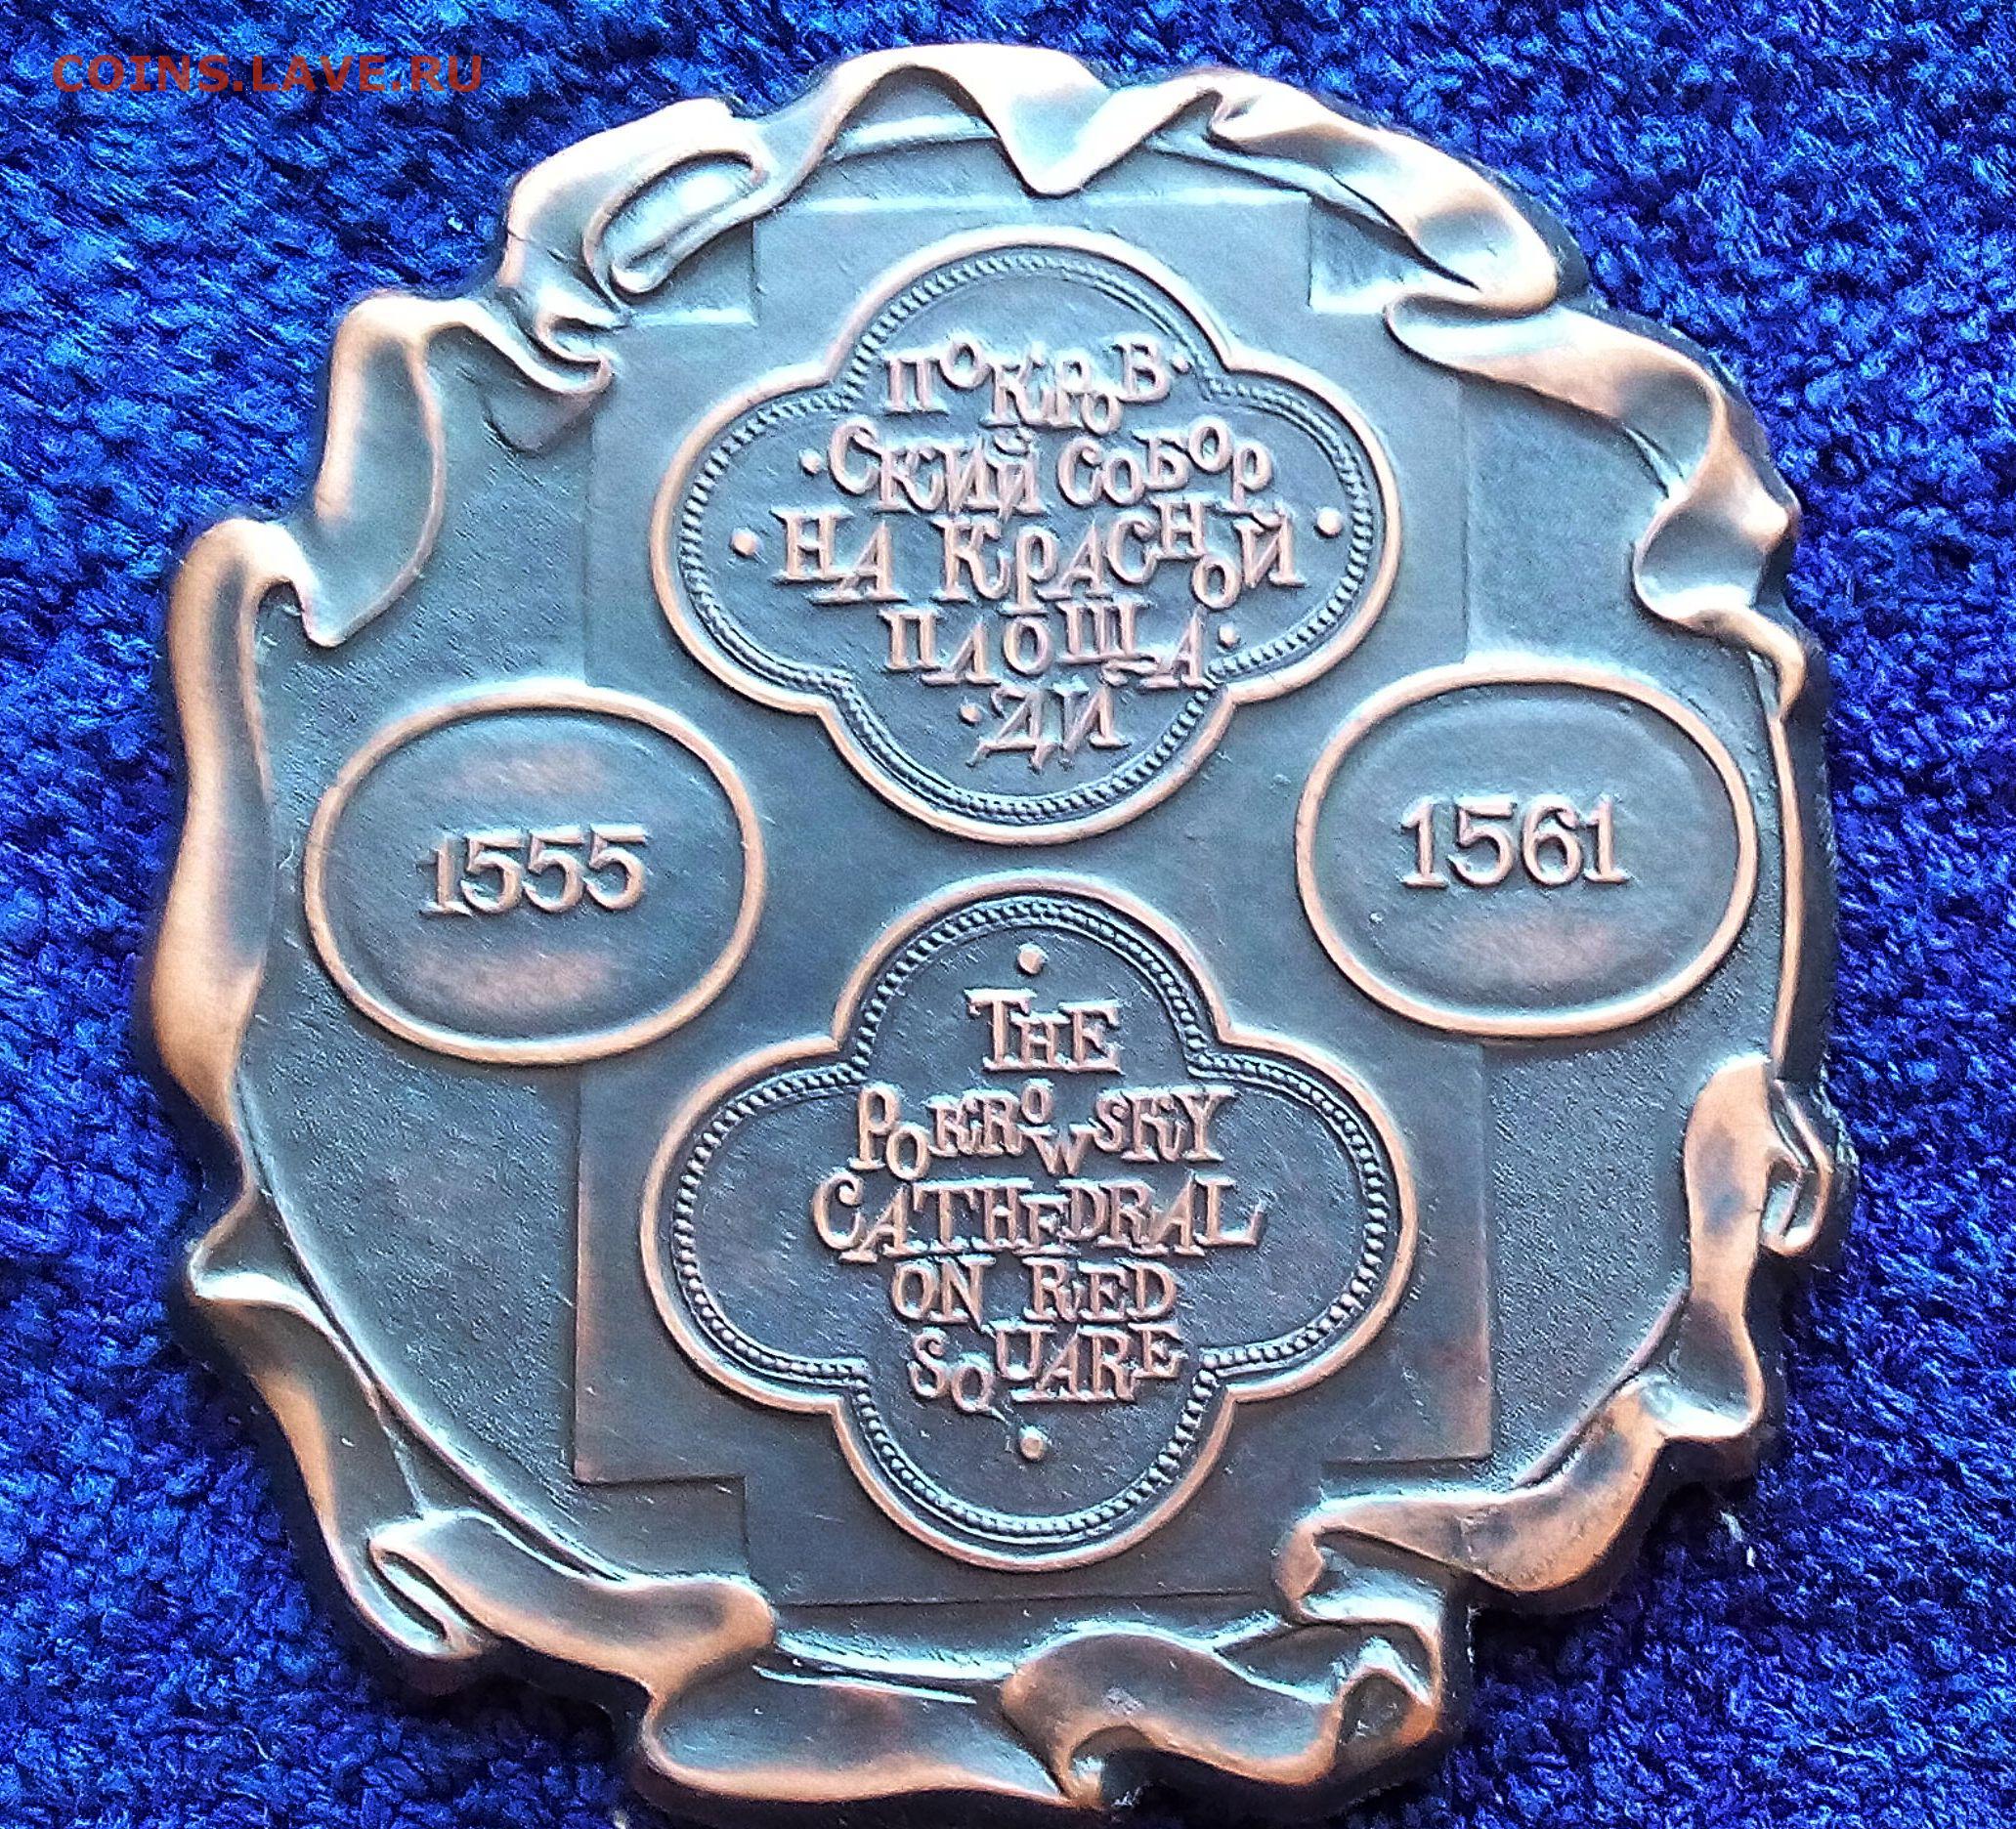 COINS.LAVE.RU
ПОКРОВ·
·СКИЙ СОБОР
·НА КРАСНОЙ·
ПЛОЩА·
·ДИ
1555
1561
THE
POKROWSKY
CATHEDRAL
ON RED
SQUARE